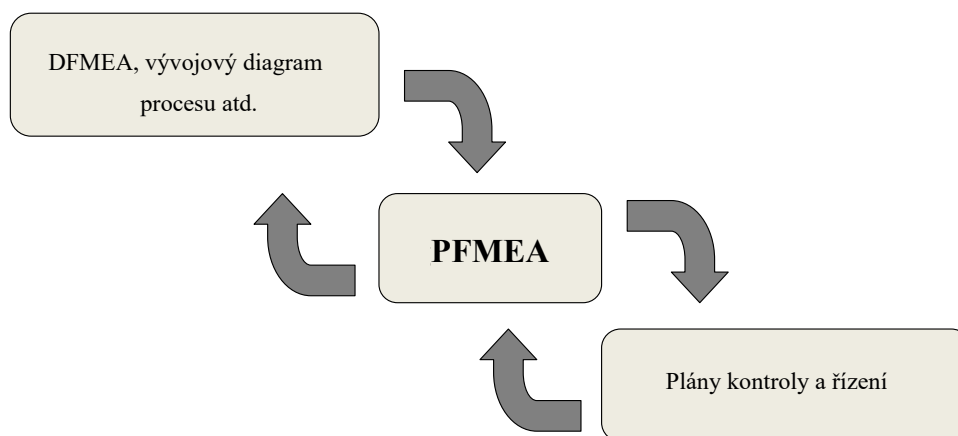 DFMEA, vývojový diagram
procesu atd.
PFMEA
Plány kontroly a řízení